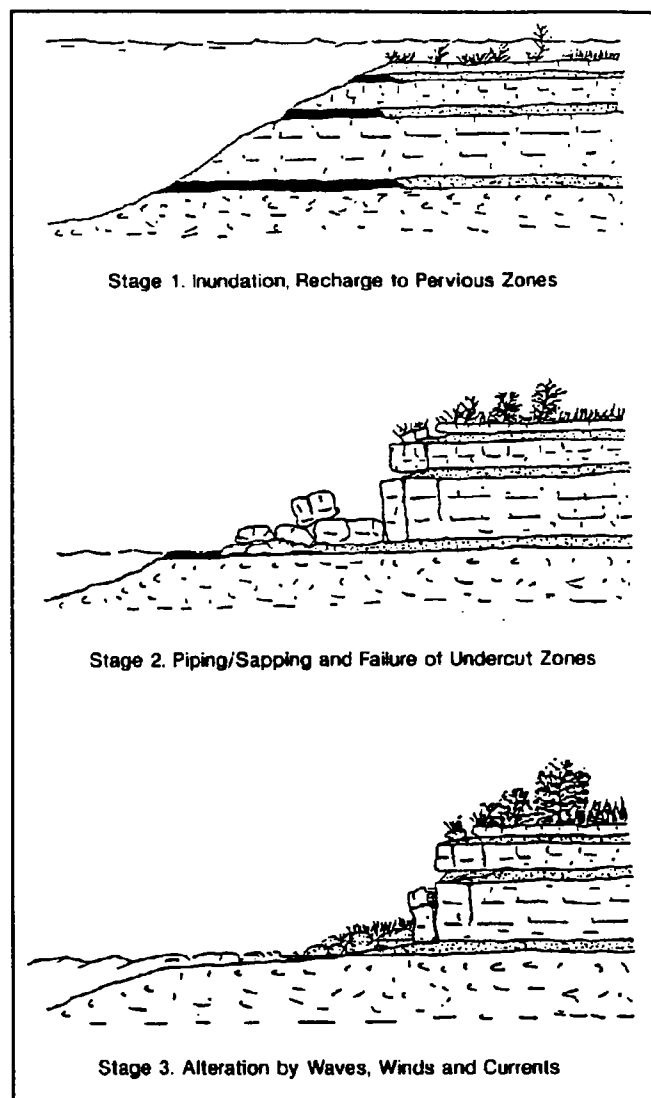 Stage 1. Inundation, Recharge to Pervious Zones
Stage 2. Piping/Sapping and Failure of Undercut Zones
Stage 3. Alteration by Waves, Winds and Currents